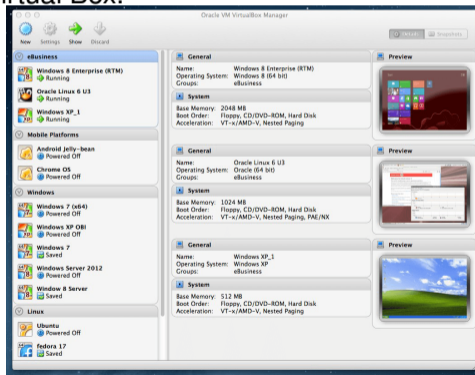 Virtual Box.
Oracle VM VirtualBox Manager
New Settings Show Discard
Details Snapshots
eBusiness
Windows 8 Enterprise (RTM)
Running
Oracle Linux 6 U3
Running
Windows XP_1
Running
Mobile Platforms
Android Jelly-bean
Powered Off
Chrome OS
Powered Off
Windows
Windows 7 (x64)
Powered Off
Windows XP OBI
Powered Off
Windows 7
Saved
Windows Server 2012
Powered Off
Window 8 Server
Saved
Linux
Ubuntu
Powered Off
fedora 17
Saved
General
Name: Windows 8 Enterprise (RTM)
Operating System: Windows 8 (64 bit)
Groups: eBusiness
System
Base Memory: 2048 MB
Boot Order: Floppy, CD/DVD-ROM, Hard Disk
Acceleration: VT-x/AMD-V, Nested Paging
Preview
General
Name: Oracle Linux 6 U3
Operating System: Oracle (64 bit)
Groups: eBusiness
System
Base Memory: 1024 MB
Boot Order: Floppy, CD/DVD-ROM, Hard Disk
Acceleration: VT-x/AMD-V, Nested Paging, PAE/NX
Preview
General
Name: Windows XP_1
Operating System: Windows XP
Groups: eBusiness
System
Base Memory: 512 MB
Boot Order: Floppy, CD/DVD-ROM, Hard Disk
Acceleration: VT-x/AMD-V, Nested Paging
Preview